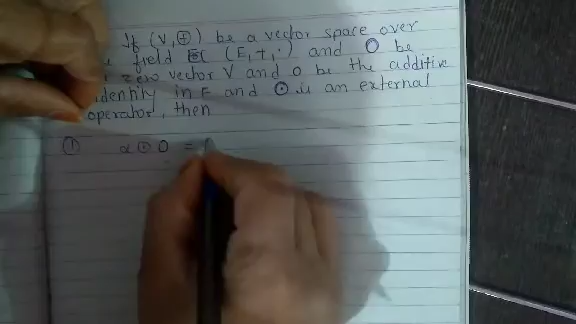 If (V, ⊕) be a vector space over
field (F, +, ·) and O be
zero vector V and o be the additive
identity in F and ⊙ is an external
operator, then
① α ⊙ O =